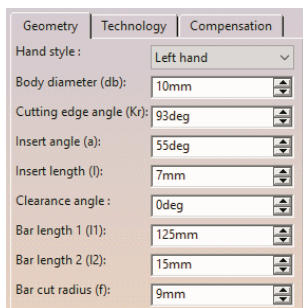 Geometry Technology Compensation
Hand style : Left hand
Body diameter (db): 10mm
Cutting edge angle (Kr): 93deg
Insert angle (a): 55deg
Insert length (l): 7mm
Clearance angle : 0deg
Bar length 1 (l1): 125mm
Bar length 2 (l2): 15mm
Bar cut radius (f): 9mm